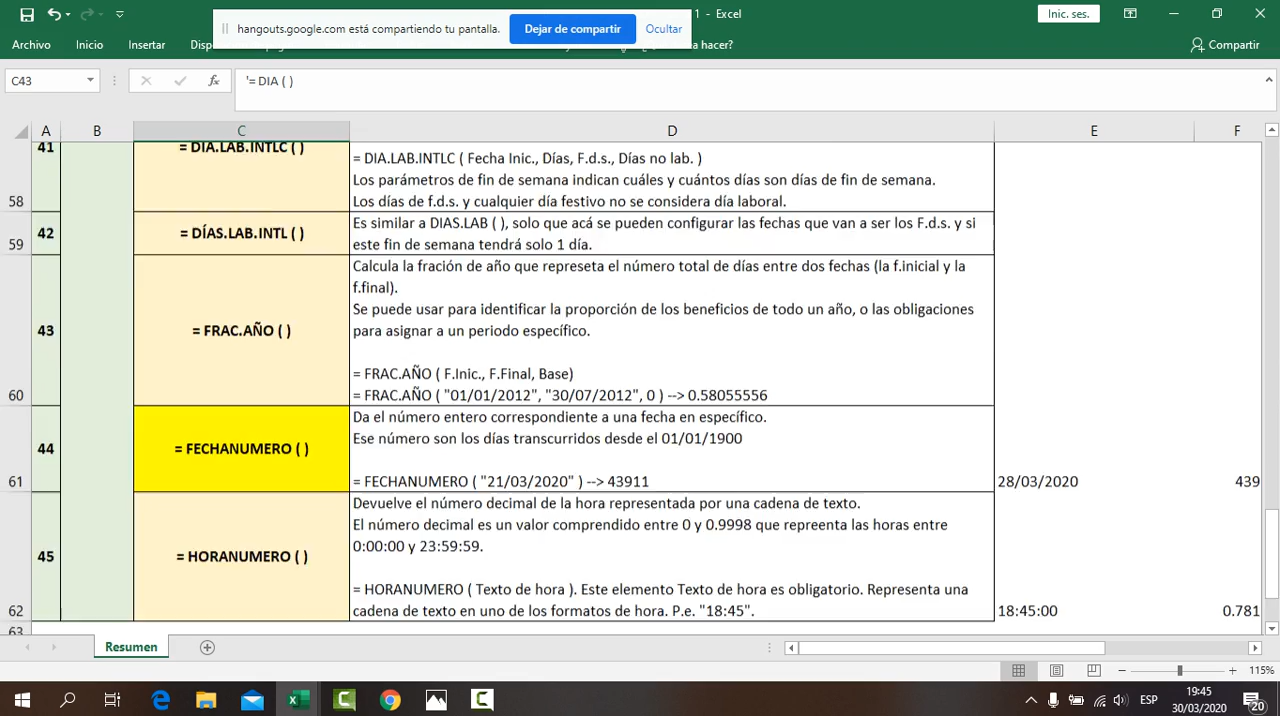 1 - Excel
Inic. ses.
hangouts.google.com está compartiendo tu pantalla.
Dejar de compartir
Ocultar
Archivo
Inicio
Insertar
hacer?
Compartir
C43
fx
'= DIA ( )
A B C D E F
41
= DIA.LAB.INTLC ( )
= DIA.LAB.INTLC ( Fecha Inic., Días, F.d.s., Días no lab. )
Los parámetros de fin de semana indican cuáles y cuántos días son días de fin de semana.
58
Los días de f.d.s. y cualquier día festivo no se considera día laboral.
42
= DÍAS.LAB.INTL ( )
Es similar a DIAS.LAB ( ), solo que acá se pueden configurar las fechas que van a ser los F.d.s. y si
59
este fin de semana tendrá solo 1 día.
43
= FRAC.AÑO ( )
Calcula la fración de año que represeta el número total de días entre dos fechas (la f.inicial y la
f.final).
Se puede usar para identificar la proporción de los beneficios de todo un año, o las obligaciones
para asignar a un periodo específico.
= FRAC.AÑO ( F.Inic., F.Final, Base)
60
= FRAC.AÑO ( "01/01/2012", "30/07/2012", 0 ) --> 0.58055556
44
= FECHANUMERO ( )
Da el número entero correspondiente a una fecha en específico.
Ese número son los días transcurridos desde el 01/01/1900
61
= FECHANUMERO ( "21/03/2020" ) --> 43911
28/03/2020
439
45
= HORANUMERO ( )
Devuelve el número decimal de la hora representada por una cadena de texto.
El número decimal es un valor comprendido entre 0 y 0.9998 que repreenta las horas entre
0:00:00 y 23:59:59.
= HORANUMERO ( Texto de hora ). Este elemento Texto de hora es obligatorio. Representa una
62
cadena de texto en uno de los formatos de hora. P.e. "18:45".
18:45:00
0.781
63
Resumen
115%
ESP
19:45
30/03/2020
20